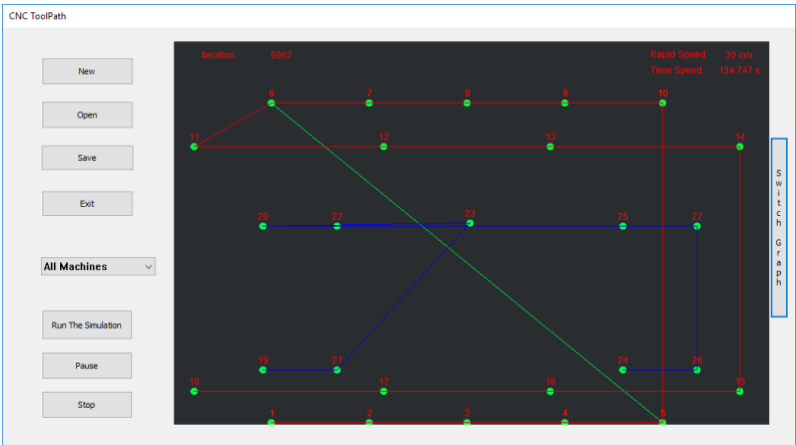 CNC ToolPath
New
Open
Save
Exit
All Machines
Run The Simulation
Pause
Stop
Iteration : 5962
Rapid Speed 30 in/s
Time Spend : 134.747 s
6 7 8 9 10
11 12 13 14
20 22 23 25 27
19 21 24 26
18 17 16 15
1 2 3 4 5
Switch Graph